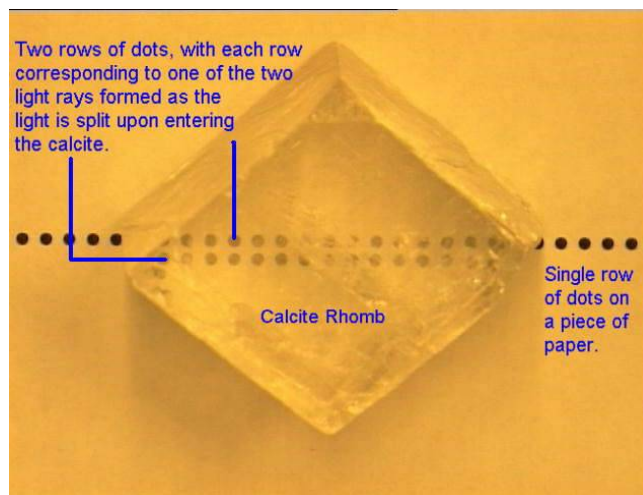 Two rows of dots, with each row
corresponding to one of the two
light rays formed as the
light is split upon entering
the calcite.
Calcite Rhomb
Single row
of dots on
a piece of
paper.